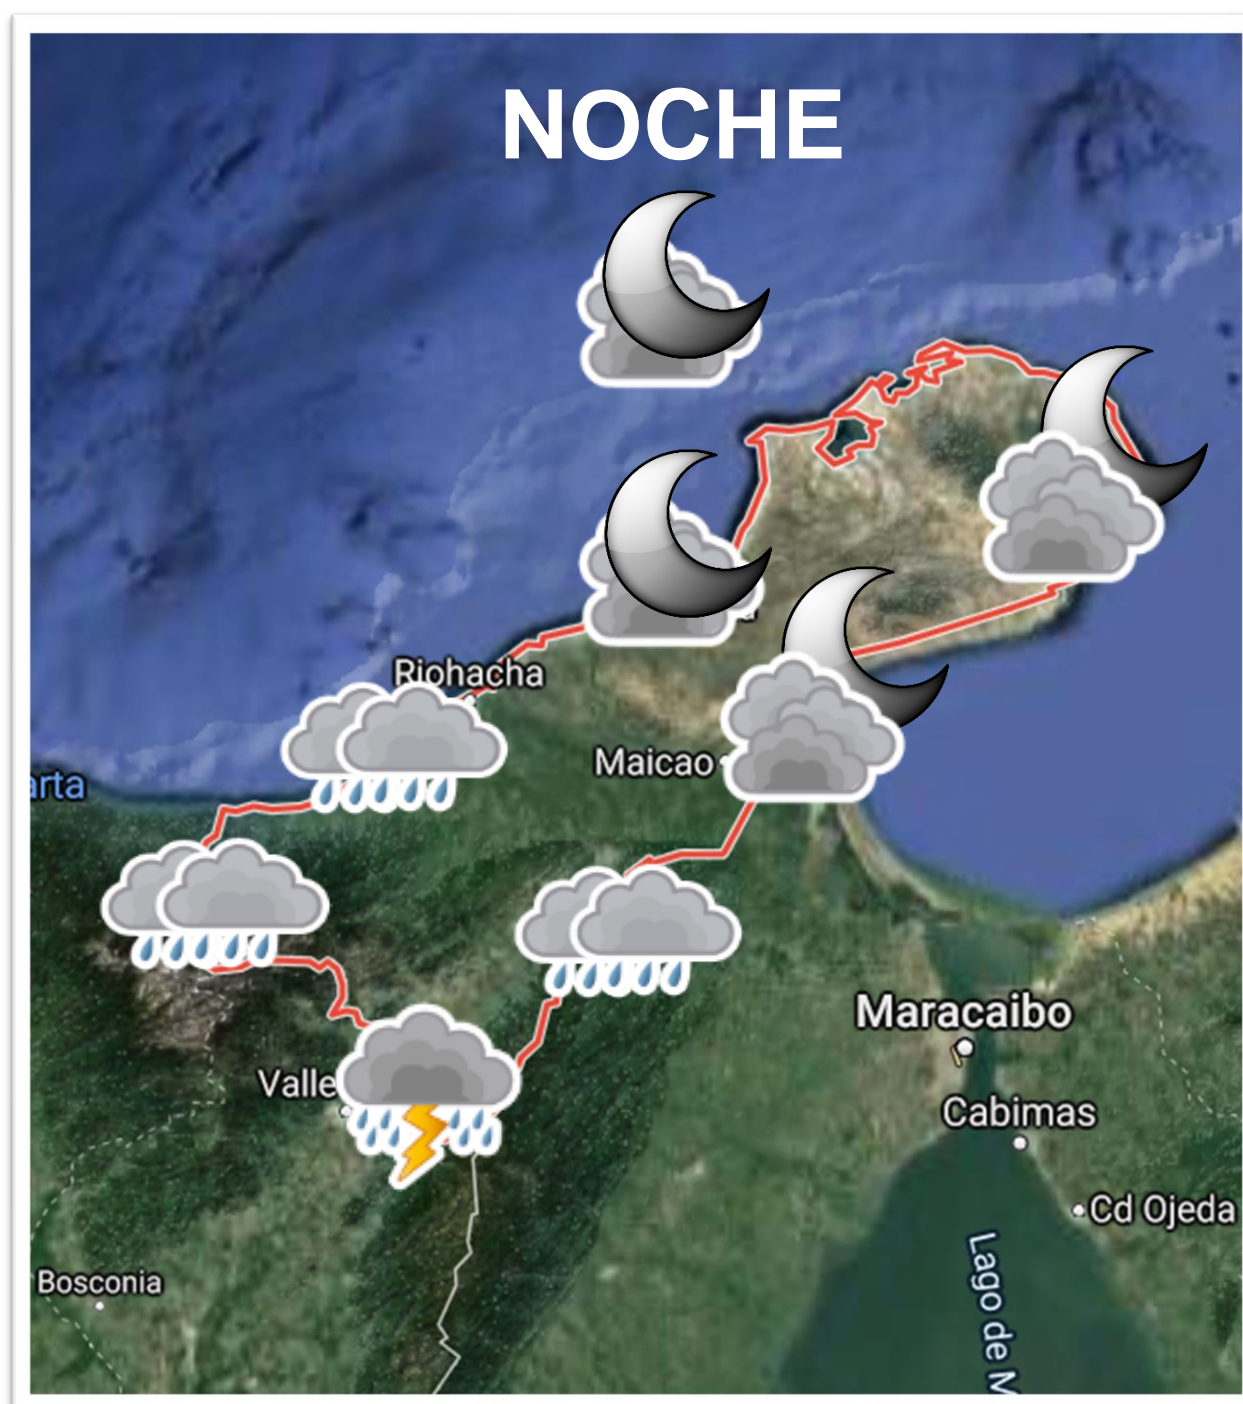 NOCHE
Riohacha
Maicao
arta
Maracaibo
Valle
Cabimas
Cd Ojeda
Lago de M
Bosconia